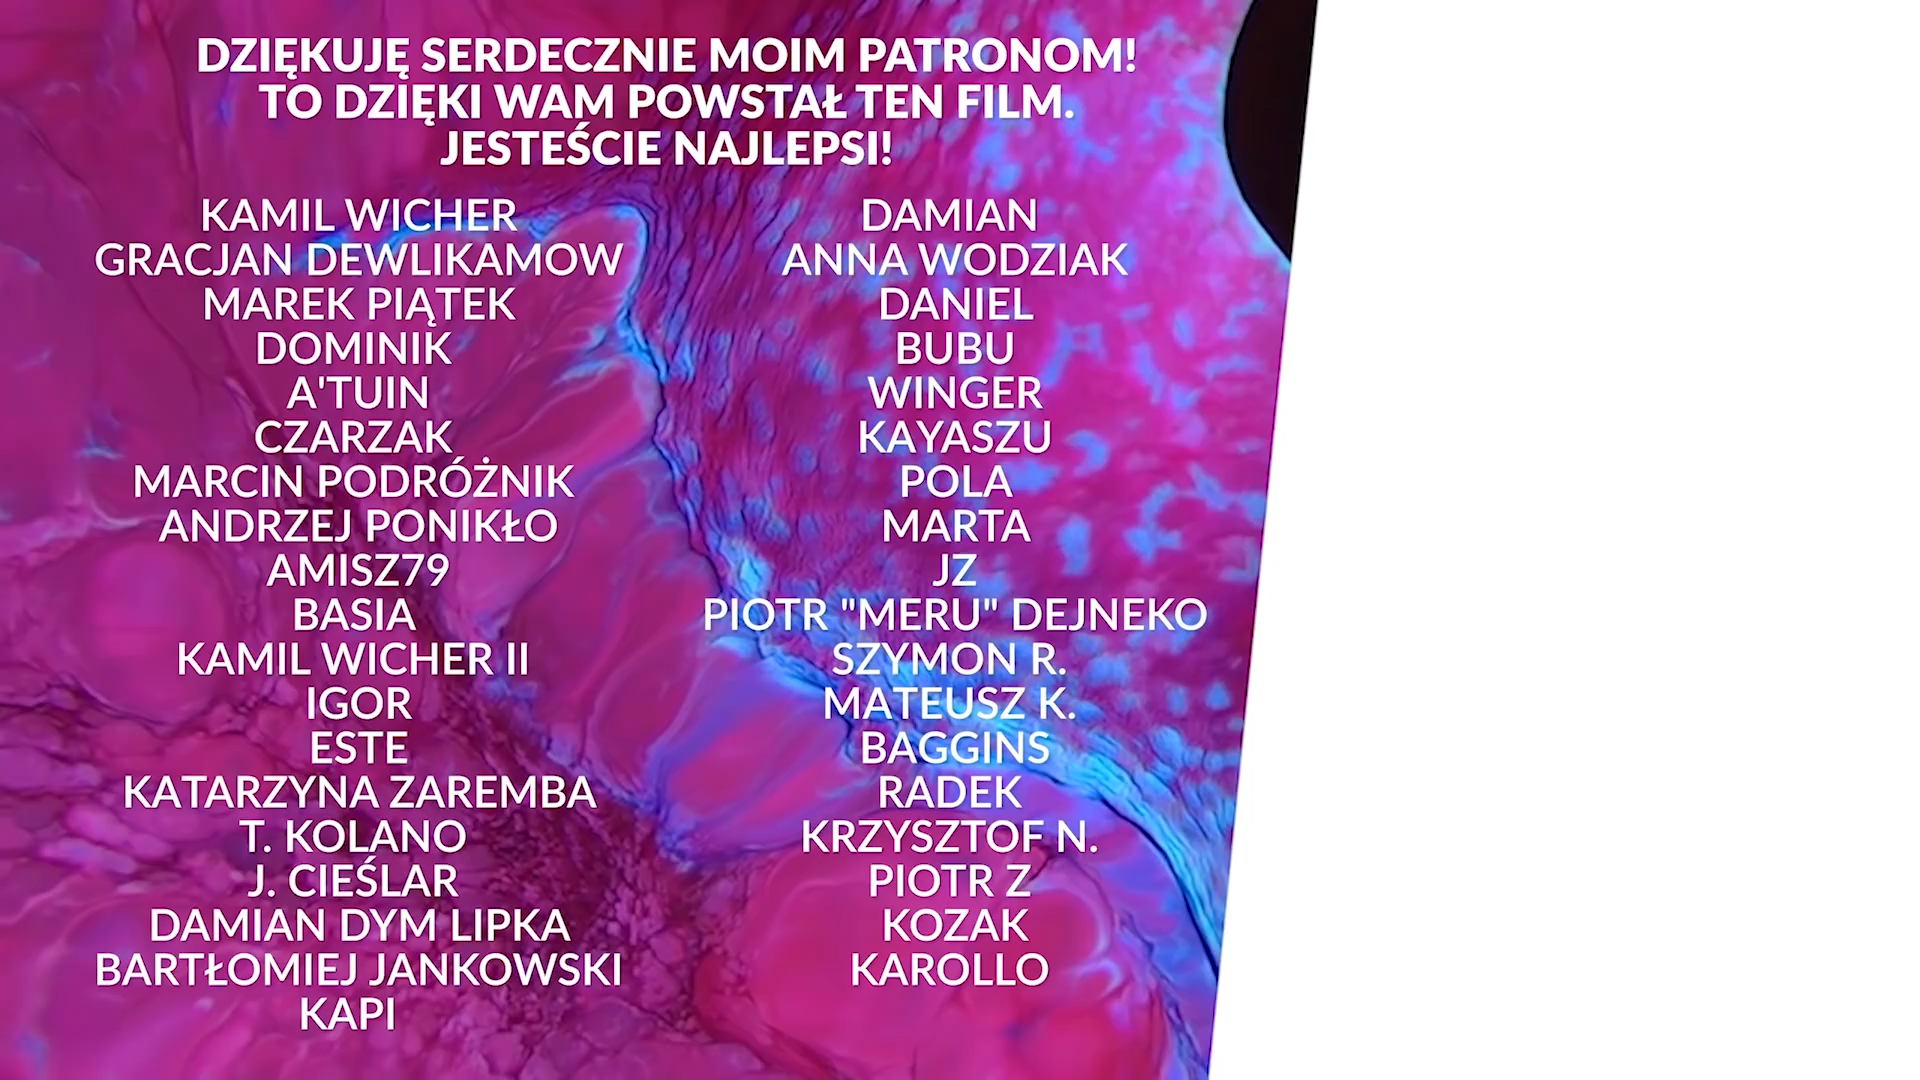 DZIĘKUJĘ SERDECZNIE MOIM PATRONOM!
TO DZIĘKI WAM POWSTAŁ TEN FILM.
JESTEŚCIE NAJLEPSI!
KAMIL WICHER
GRACJAN DEWLIKAMOW
MAREK PIĄTEK
DOMINIK
A'TUIN
CZARZAK
MARCIN PODRÓŻNIK
ANDRZEJ PONIKŁO
AMISZ79
BASIA
KAMIL WICHER II
IGOR
ESTE
KATARZYNA ZAREMBA
T. KOLANO
J. CIEŚLAR
DAMIAN DYM LIPKA
BARTŁOMIEJ JANKOWSKI
KAPI
DAMIAN
ANNA WODZIAK
DANIEL
BUBU
WINGER
KAYASZU
POLA
MARTA
JZ
PIOTR "MERU" DEJNEKO
SZYMON R.
MATEUSZ K.
BAGGINS
RADEK
KRZYSZTOF N.
PIOTR Z
KOZAK
KAROLLO